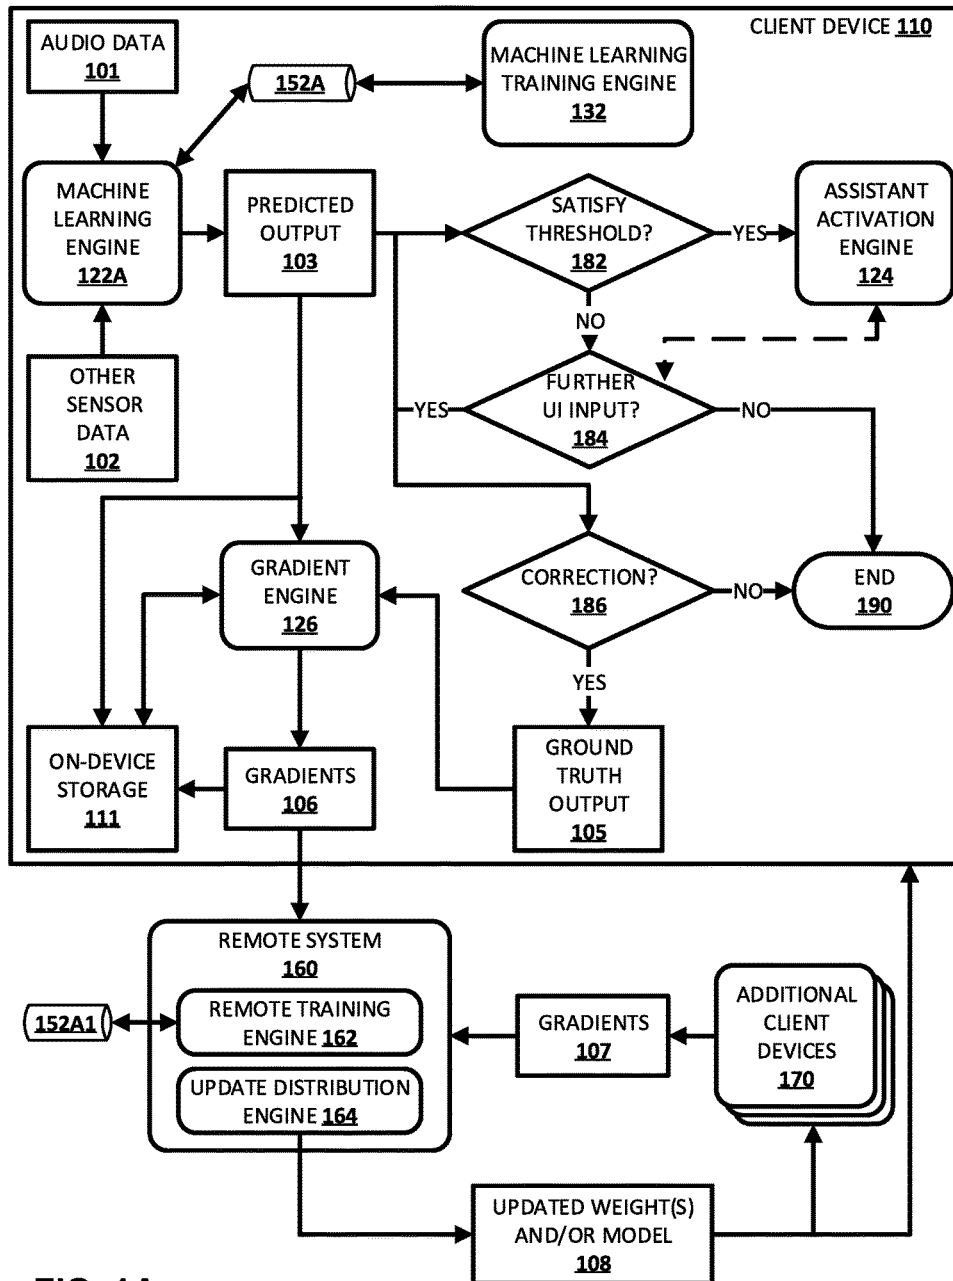 CLIENT DEVICE 110
AUDIO DATA
101
152A
MACHINE LEARNING
TRAINING ENGINE
132
MACHINE
LEARNING
ENGINE
122A
PREDICTED
OUTPUT
103
SATISFY
THRESHOLD?
182
YES
ASSISTANT
ACTIVATION
ENGINE
124
NO
OTHER
SENSOR
DATA
102
YES
FURTHER
UI INPUT?
184
NO
GRADIENT
ENGINE
126
CORRECTION?
186
NO
END
190
YES
ON-DEVICE
STORAGE
111
GRADIENTS
106
GROUND
TRUTH
OUTPUT
105
REMOTE SYSTEM
160
152A1
REMOTE TRAINING
ENGINE 162
UPDATE DISTRIBUTION
ENGINE 164
GRADIENTS
107
ADDITIONAL
CLIENT
DEVICES
170
UPDATED WEIGHT(S)
AND/OR MODEL
108